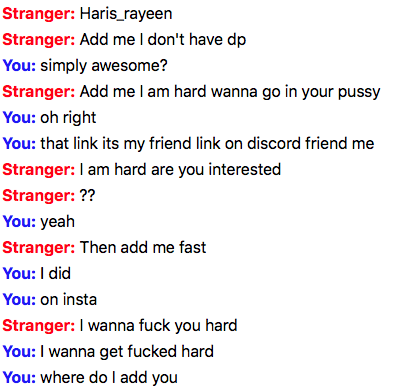 Stranger: Haris_rayeen
Stranger: Add me I don't have dp
You: simply awesome?
Stranger: Add me I am hard wanna go in your pussy
You: oh right
You: that link its my friend link on discord friend me
Stranger: I am hard are you interested
Stranger: ??
You: yeah
Stranger: Then add me fast
You: I did
You: on insta
Stranger: I wanna fuck you hard
You: I wanna get fucked hard
You: where do I add you